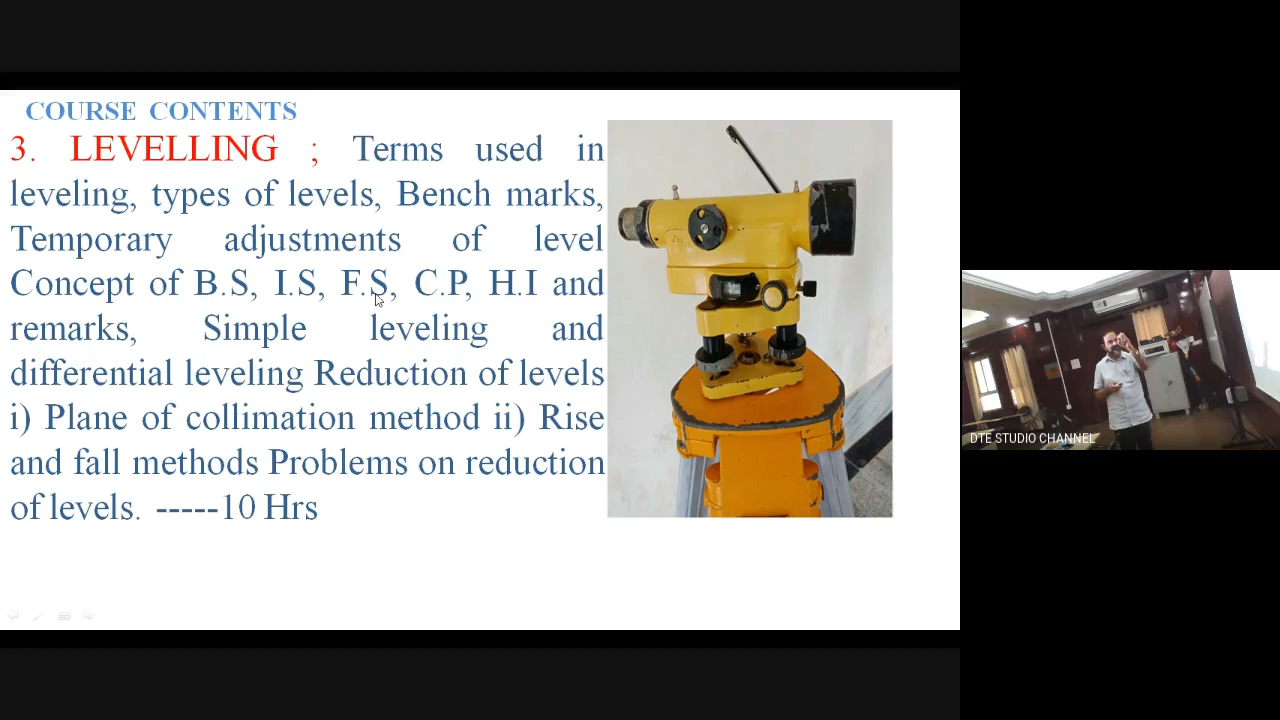 COURSE CONTENTS
3. LEVELLING ; Terms used in
leveling, types of levels, Bench marks,
Temporary adjustments of level
Concept of B.S, I.S, F.S, C.P, H.I and
remarks, Simple leveling and
differential leveling Reduction of levels
i) Plane of collimation method ii) Rise
and fall methods Problems on reduction
of levels. -----10 Hrs
DTE STUDIO CHANNEL